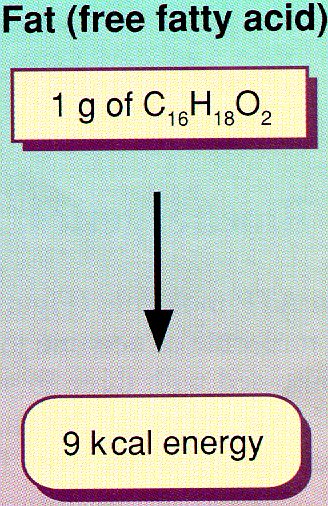 Fat (free fatty acid)
1 g of C₁₆H₁₈O₂
9 kcal energy